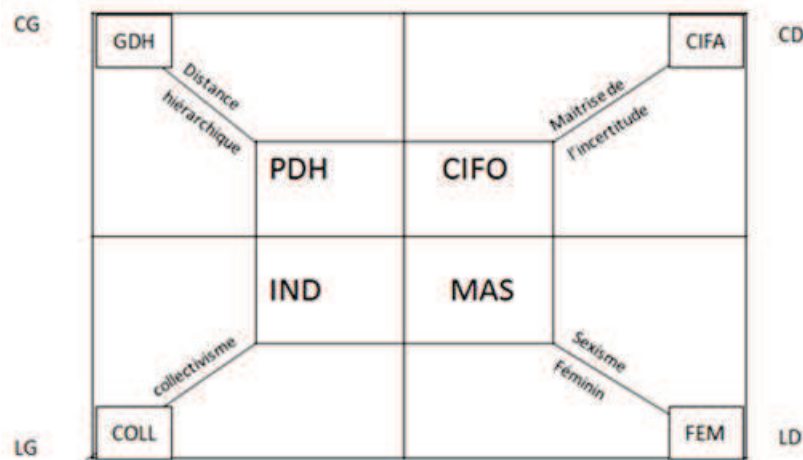 CG
GDH
CIFA
CD
Distance
hiérarchique
Maîtrise de
l'incertitude
PDH
CIFO
IND
MAS
collectivisme
Sexisme
Féminin
LG
COLL
FEM
LD